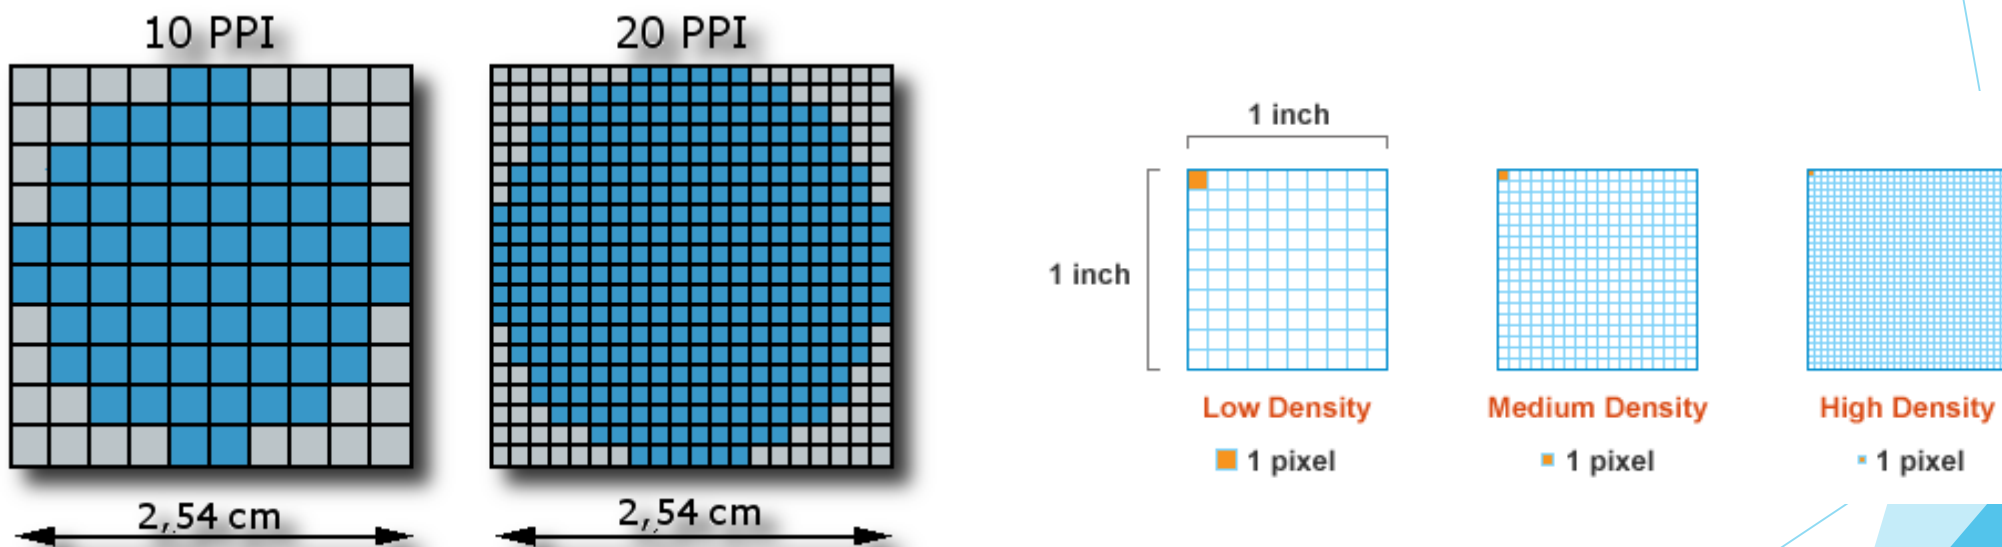 10 PPI
20 PPI
2,54 cm
2,54 cm
1 inch
1 inch
Low Density
Medium Density
High Density
1 pixel
1 pixel
1 pixel